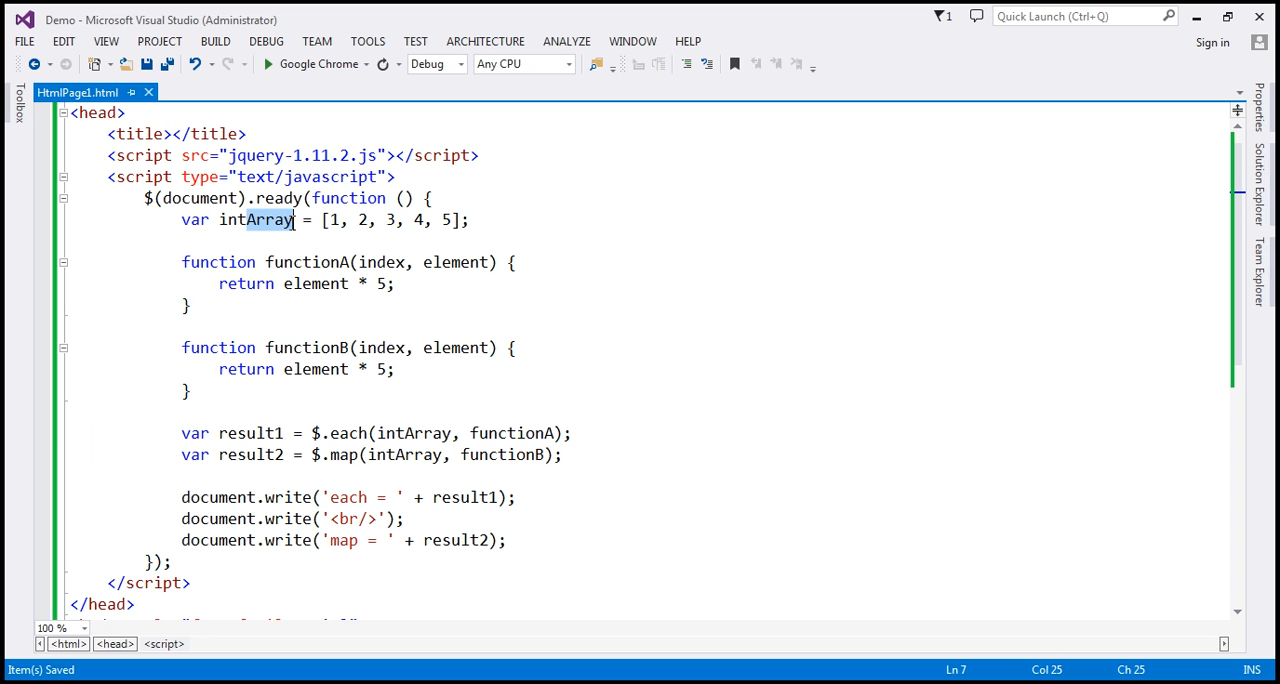 Demo - Microsoft Visual Studio (Administrator)
1
Quick Launch (Ctrl+Q)
FILE EDIT VIEW PROJECT BUILD DEBUG TEAM TOOLS TEST ARCHITECTURE ANALYZE WINDOW HELP
Sign in
Google Chrome Debug Any CPU
Toolbox
HtmlPage1.html
Properties
Solution Explorer
Team Explorer
<head>
<title></title>
<script src="jquery-1.11.2.js"></script>
<script type="text/javascript">
$(document).ready(function () {
var intArray = [1, 2, 3, 4, 5];
function functionA(index, element) {
return element * 5;
}
function functionB(index, element) {
return element * 5;
}
var result1 = $.each(intArray, functionA);
var result2 = $.map(intArray, functionB);
document.write('each = ' + result1);
document.write('<br/>');
document.write('map = ' + result2);
});
</script>
</head>
100 %
<html> <head> <script>
Item(s) Saved Ln 7 Col 25 Ch 25 INS